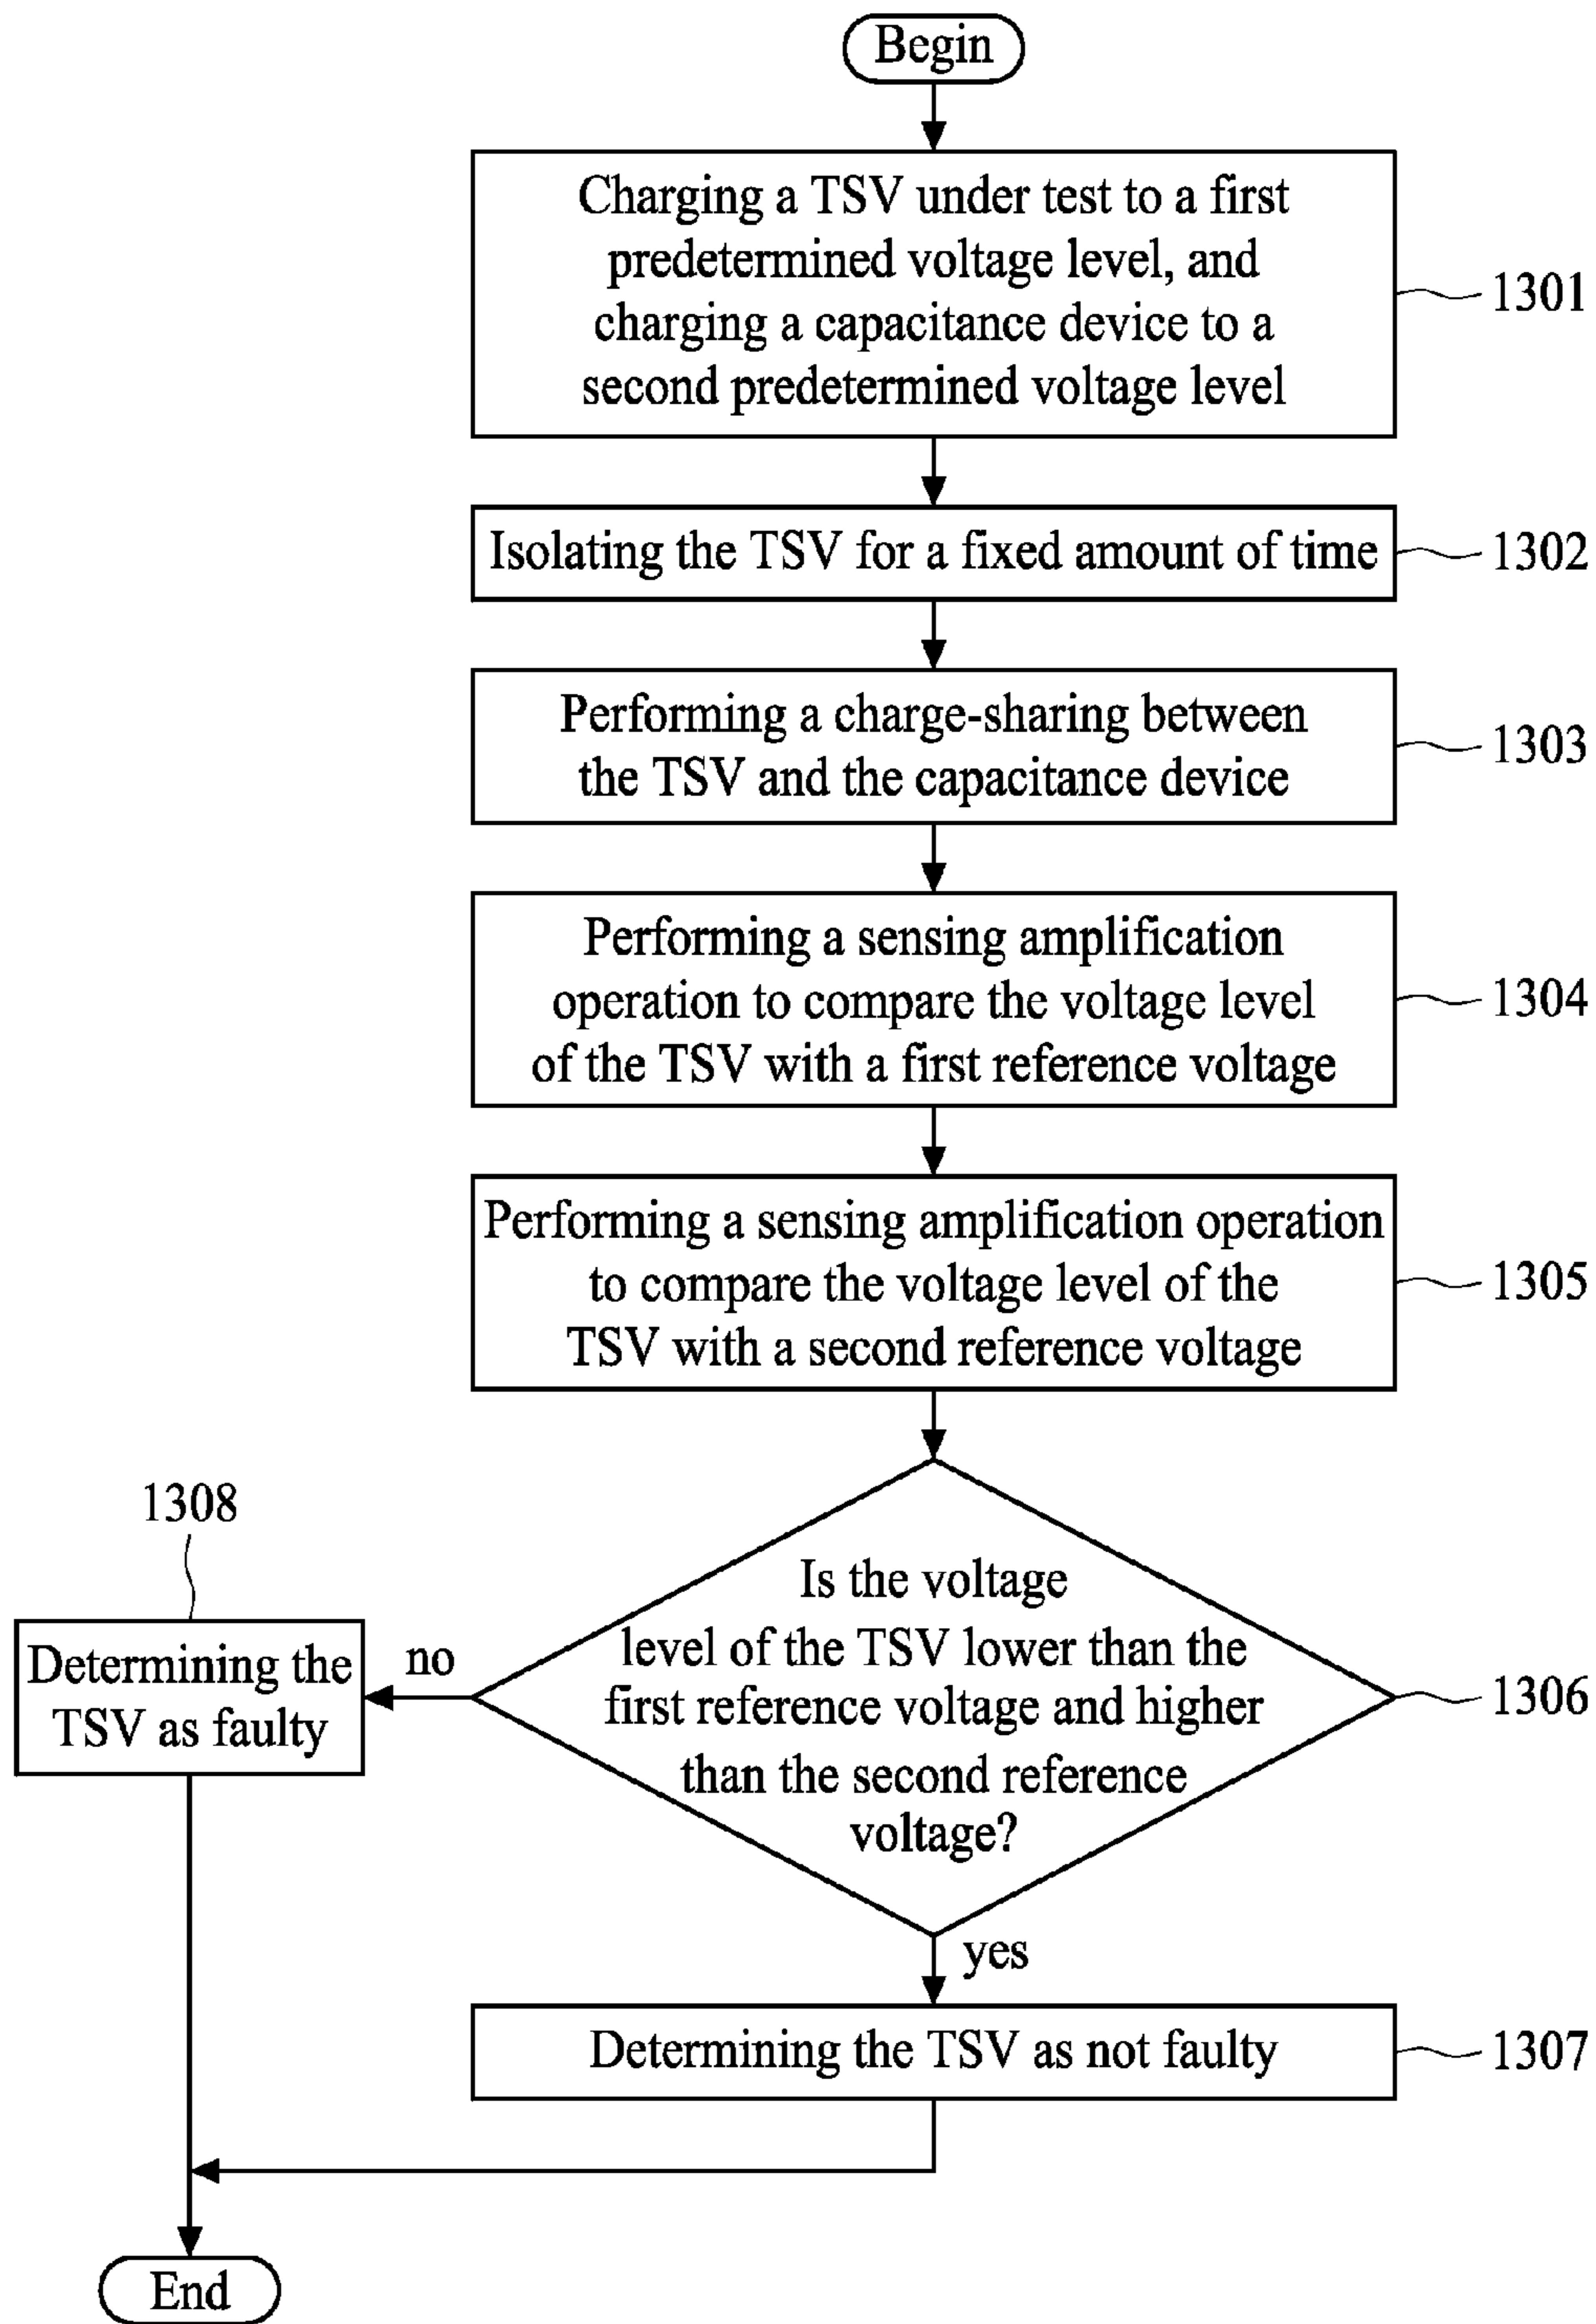 Begin
Charging a TSV under test to a first
predetermined voltage level, and
charging a capacitance device to a
second predetermined voltage level
1301
Isolating the TSV for a fixed amount of time
1302
Performing a charge-sharing between
the TSV and the capacitance device
1303
Performing a sensing amplification
operation to compare the voltage level
of the TSV with a first reference voltage
1304
Performing a sensing amplification operation
to compare the voltage level of the
TSV with a second reference voltage
1305
Is the voltage
level of the TSV lower than the
first reference voltage and higher
than the second reference
voltage?
1306
no
1308
Determining the
TSV as faulty
yes
Determining the TSV as not faulty
1307
End